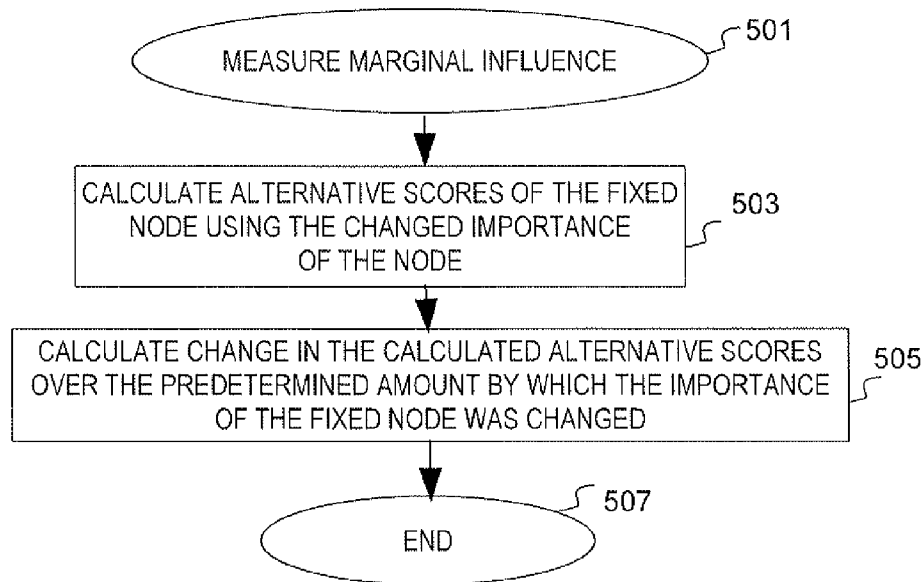 501
MEASURE MARGINAL INFLUENCE
CALCULATE ALTERNATIVE SCORES OF THE FIXED
NODE USING THE CHANGED IMPORTANCE
OF THE NODE
503
CALCULATE CHANGE IN THE CALCULATED ALTERNATIVE SCORES
OVER THE PREDETERMINED AMOUNT BY WHICH THE IMPORTANCE
OF THE FIXED NODE WAS CHANGED
505
507
END